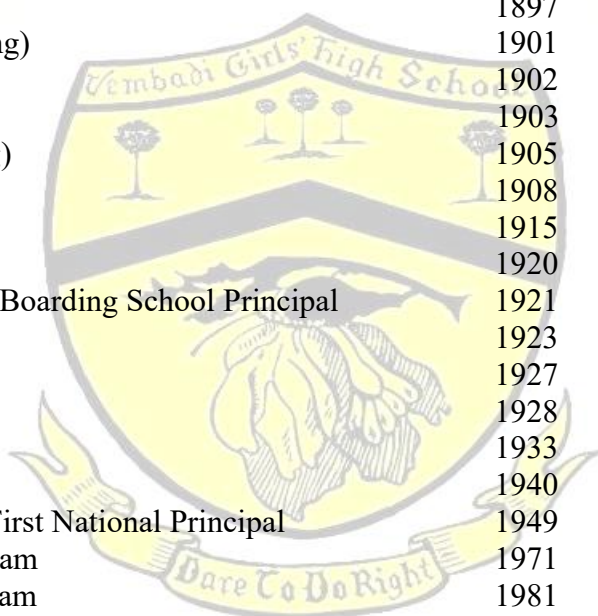 1897
ng) 1901
Vembadi Girls' High School
1902
1903
) 1905
1908
1915
1920
Boarding School Principal 1921
1923
1927
1928
1933
1940
First National Principal 1949
am 1971
Dare To Do Right
am 1981